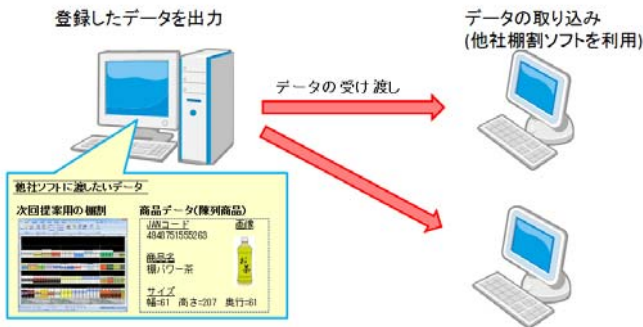 登録したデータを出力
データの取り込み
(他社棚割ソフトを利用)
データの受け渡し
他社ソフトに渡したいデータ
次回提案用の棚割
商品データ(陳列商品)
JANコード
画像
4848751555263
商品名
棚パワー茶
お茶
サイズ
幅=61 高さ=207 奥行=61